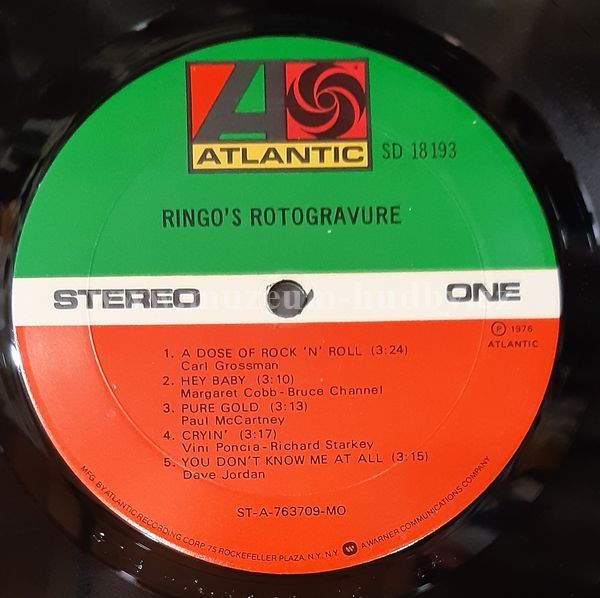 ATLANTIC
SD 18193
RINGO'S ROTOGRAVURE
STEREO
ONE
℗ 1976
ATLANTIC
1. A DOSE OF ROCK 'N' ROLL (3:24)
Carl Grossman
2. HEY BABY (3:10)
Margaret Cobb-Bruce Channel
3. PURE GOLD (3:13)
Paul McCartney
4. CRYIN' (3:17)
Vini Poncia-Richard Starkey
5. YOU DON'T KNOW ME AT ALL (3:15)
Dave Jordan
ST-A-763709-MO
MFG. BY ATLANTIC RECORDING CORP. 75 ROCKEFELLER PLAZA, N.Y. N.Y. A WARNER COMMUNICATIONS COMPANY